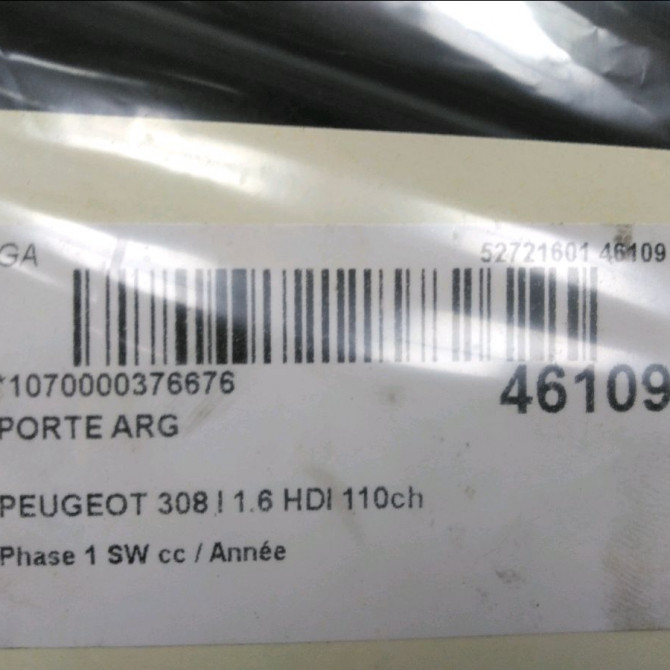 GA 52721601 46109
*1070000376676 46109
PORTE ARG
PEUGEOT 308 I 1.6 HDI 110ch
Phase 1 SW cc / Année